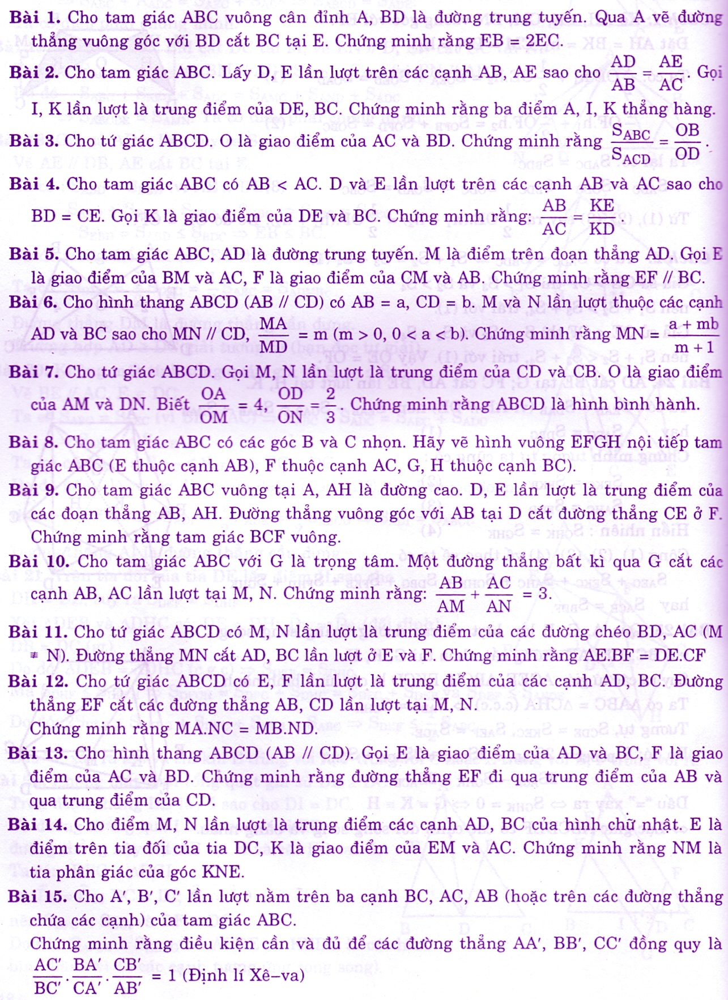 Bài 1. Cho tam giác ABC vuông cân đỉnh A, BD là đường trung tuyến. Qua A vẽ đường
thẳng vuông góc với BD cắt BC tại E. Chứng minh rằng EB = 2EC.
Bài 2. Cho tam giác ABC. Lấy D, E lần lượt trên các cạnh AB, AE sao cho AD/AB = AE/AC. Gọi
I, K lần lượt là trung điểm của DE, BC. Chứng minh rằng ba điểm A, I, K thẳng hàng.
Bài 3. Cho tứ giác ABCD. O là giao điểm của AC và BD. Chứng minh rằng S_ABC/S_ACD = OB/OD.
Bài 4. Cho tam giác ABC có AB < AC. D và E lần lượt trên các cạnh AB và AC sao cho
BD = CE. Gọi K là giao điểm của DE và BC. Chứng minh rằng: AB/AC = KE/KD
Bài 5. Cho tam giác ABC, AD là đường trung tuyến. M là điểm trên đoạn thẳng AD. Gọi E
là giao điểm của BM và AC, F là giao điểm của CM và AB. Chứng minh rằng EF // BC.
Bài 6. Cho hình thang ABCD (AB // CD) có AB = a, CD = b. M và N lần lượt thuộc các cạnh
AD và BC sao cho MN // CD, MA/MD = m (m > 0, 0 < a < b). Chứng minh rằng MN = (a + mb)/(m + 1)
Bài 7. Cho tứ giác ABCD. Gọi M, N lần lượt là trung điểm của CD và CB. O là giao điểm
của AM và DN. Biết OA/OM = 4, OD/ON = 2/3. Chứng minh rằng ABCD là hình bình hành.
Bài 8. Cho tam giác ABC có các góc B và C nhọn. Hãy vẽ hình vuông EFGH nội tiếp tam
giác ABC (E thuộc cạnh AB), F thuộc cạnh AC, G, H thuộc cạnh BC).
Bài 9. Cho tam giác ABC vuông tại A, AH là đường cao. D, E lần lượt là trung điểm của
các đoạn thẳng AB, AH. Đường thẳng vuông góc với AB tại D cắt đường thẳng CE ở F.
Chứng minh rằng tam giác BCF vuông.
Bài 10. Cho tam giác ABC với G là trọng tâm. Một đường thẳng bất kì qua G cắt các
cạnh AB, AC lần lượt tại M, N. Chứng minh rằng: AB/AM + AC/AN = 3.
Bài 11. Cho tứ giác ABCD có M, N lần lượt là trung điểm của các đường chéo BD, AC (M
≢ N). Đường thẳng MN cắt AD, BC lần lượt ở E và F. Chứng minh rằng AE.BF = DE.CF
Bài 12. Cho tứ giác ABCD có E, F lần lượt là trung điểm của các cạnh AD, BC. Đường
thẳng EF cắt các đường thẳng AB, CD lần lượt tại M, N.
Chứng minh rằng MA.NC = MB.ND.
Bài 13. Cho hình thang ABCD (AB // CD). Gọi E là giao điểm của AD và BC, F là giao
điểm của AC và BD. Chứng minh rằng đường thẳng EF đi qua trung điểm của AB và
qua trung điểm của CD.
Bài 14. Cho điểm M, N lần lượt là trung điểm các cạnh AD, BC của hình chữ nhật. E là
điểm trên tia đối của tia DC, K là giao điểm của EM và AC. Chứng minh rằng NM là
tia phân giác của góc KNE.
Bài 15. Cho A′, B′, C′ lần lượt nằm trên ba cạnh BC, AC, AB (hoặc trên các đường thẳng
chứa các cạnh) của tam giác ABC.
Chứng minh rằng điều kiện cần và đủ để các đường thẳng AA′, BB′, CC′ đồng quy là
AC′/BC′ . BA′/CA′ . CB′/AB′ = 1 (Định lí Xê–va)